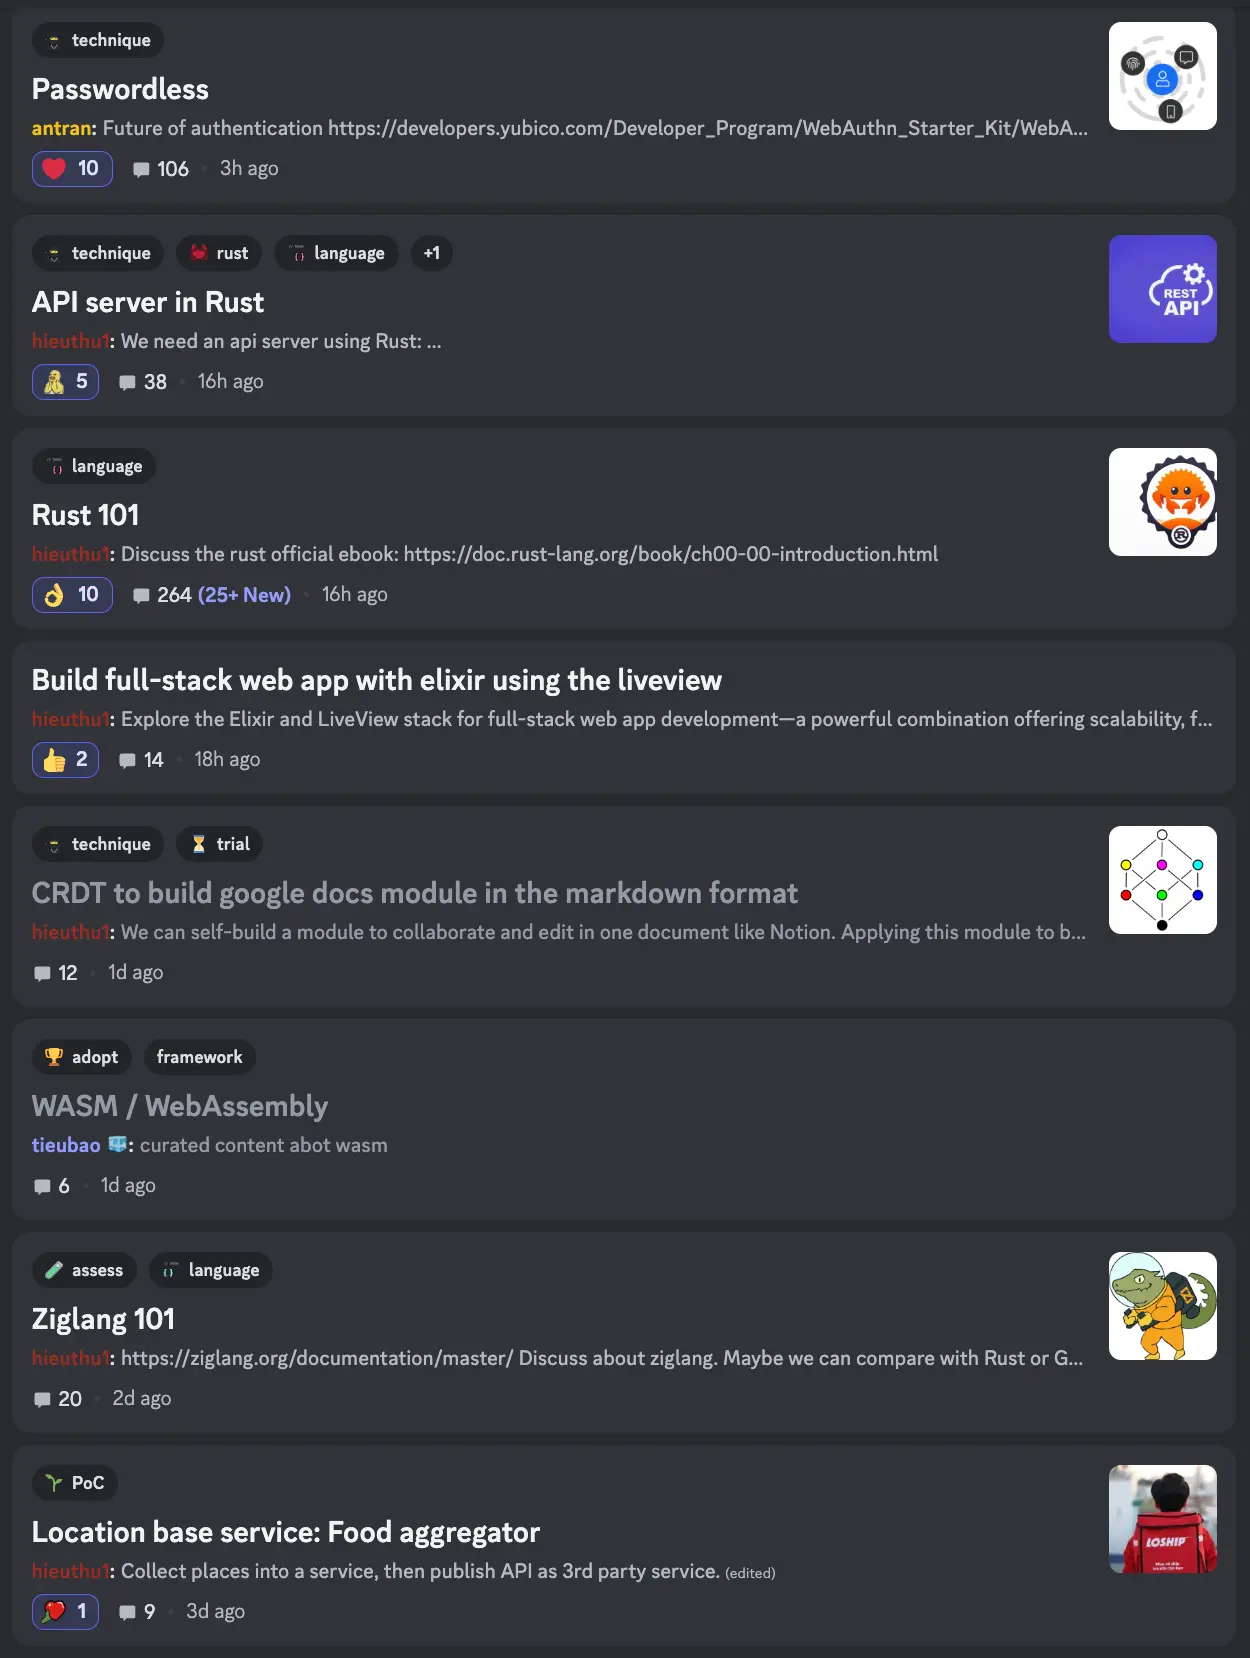 technique
Passwordless
antran: Future of authentication https://developers.yubico.com/Developer_Program/WebAuthn_Starter_Kit/WebA...
10 106 3h ago
technique rust language +1
API server in Rust
hieuthu1: We need an api server using Rust: ...
5 38 16h ago
REST
API
language
Rust 101
hieuthu1: Discuss the rust official ebook: https://doc.rust-lang.org/book/ch00-00-introduction.html
10 264 (25+ New) 16h ago
R
Build full-stack web app with elixir using the liveview
hieuthu1: Explore the Elixir and LiveView stack for full-stack web app development—a powerful combination offering scalability, f...
2 14 18h ago
technique trial
CRDT to build google docs module in the markdown format
hieuthu1: We can self-build a module to collaborate and edit in one document like Notion. Applying this module to b...
12 1d ago
adopt framework
WASM / WebAssembly
tieubao : curated content abot wasm
6 1d ago
assess language
Ziglang 101
hieuthu1: https://ziglang.org/documentation/master/ Discuss about ziglang. Maybe we can compare with Rust or G...
20 2d ago
PoC
Location base service: Food aggregator
hieuthu1: Collect places into a service, then publish API as 3rd party service. (edited)
1 9 3d ago
LOSHIP